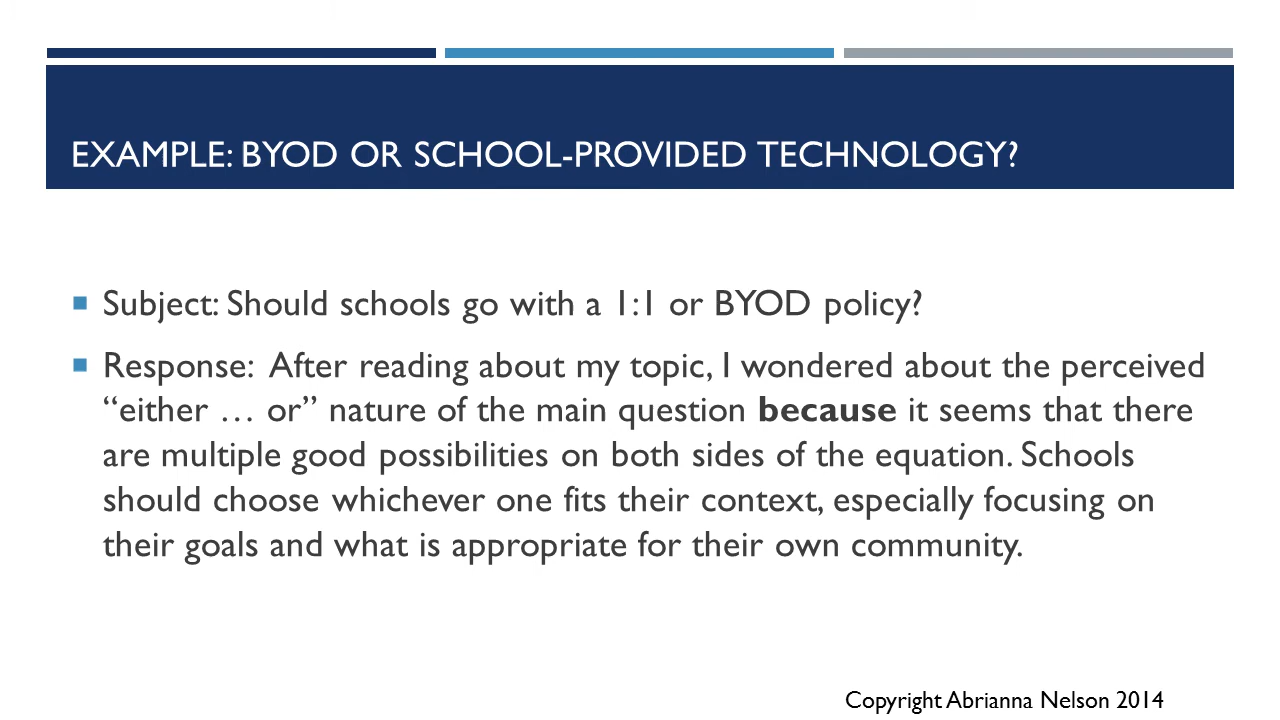 EXAMPLE: BYOD OR SCHOOL-PROVIDED TECHNOLOGY?
Subject: Should schools go with a 1:1 or BYOD policy?
Response:  After reading about my topic, I wondered about the perceived
“either … or” nature of the main question because it seems that there
are multiple good possibilities on both sides of the equation. Schools
should choose whichever one fits their context, especially focusing on
their goals and what is appropriate for their own community.
Copyright Abrianna Nelson 2014